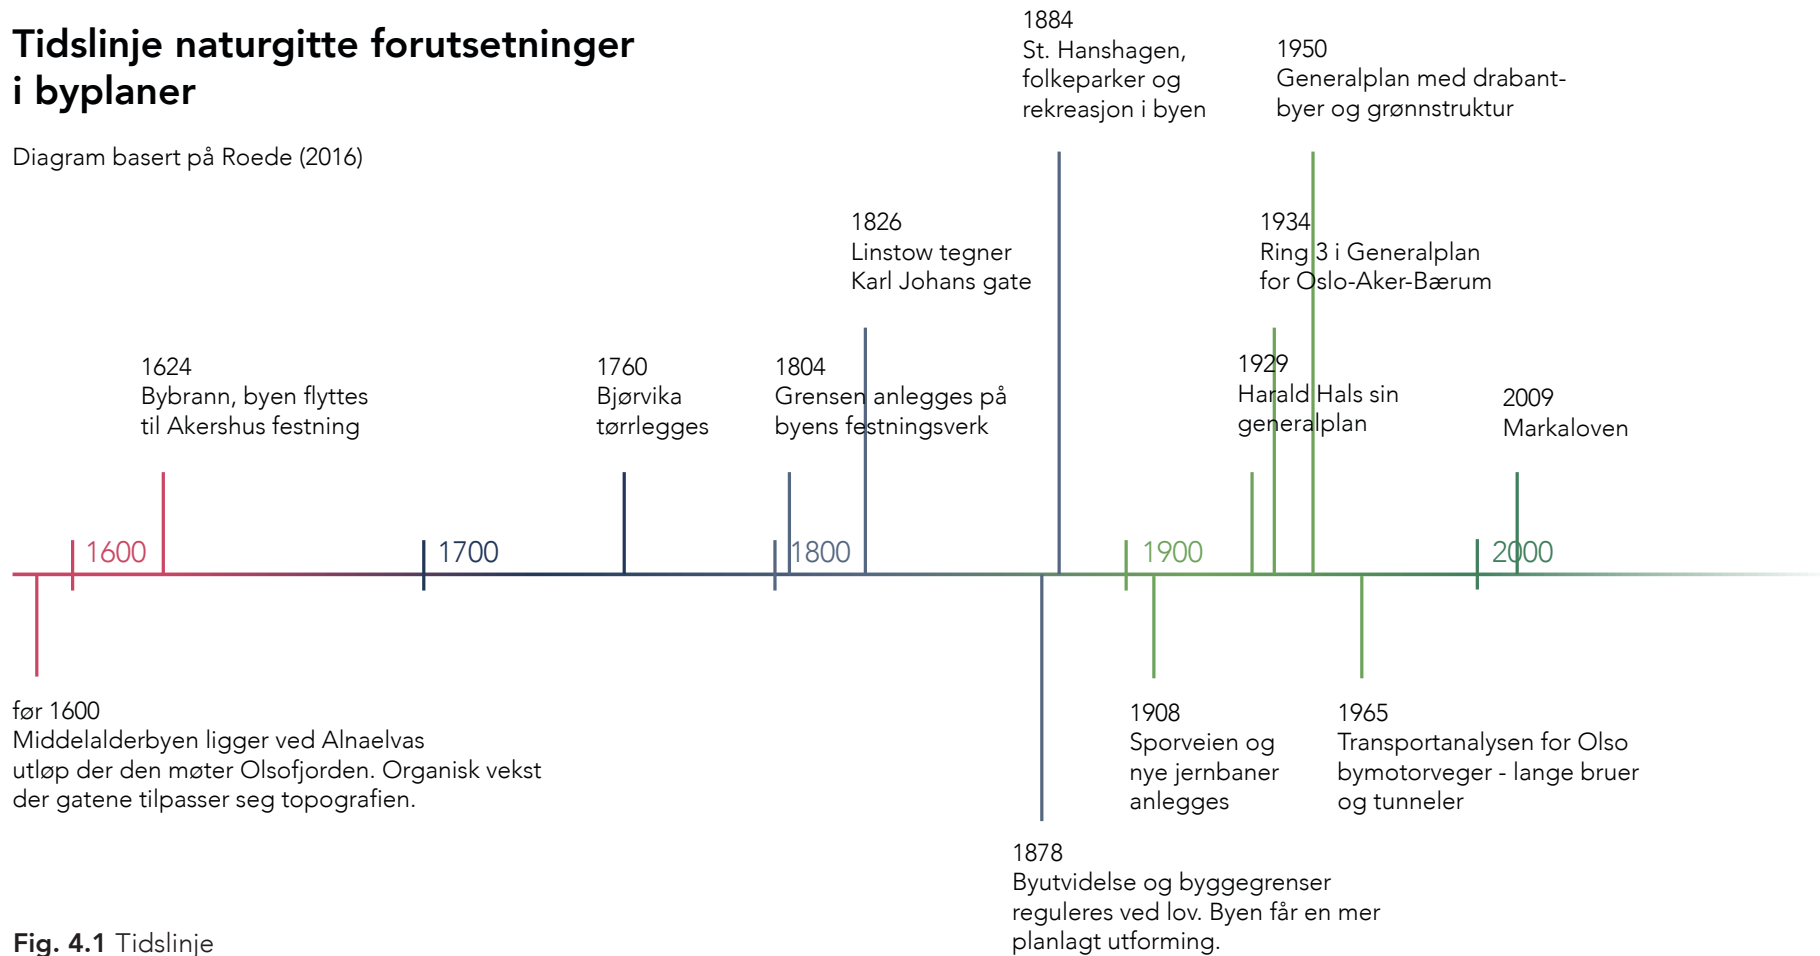 Tidslinje naturgitte forutsetninger
i byplaner
Diagram basert på Roede (2016)
1884
St. Hanshagen,
folkeparker og
rekreasjon i byen
1950
Generalplan med drabant-
byer og grønnstruktur
1826
Linstow tegner
Karl Johans gate
1934
Ring 3 i Generalplan
for Oslo-Aker-Bærum
1624
Bybrann, byen flyttes
til Akershus festning
1760
Bjørvika
tørrlegges
1804
Grensen anlegges på
byens festningsverk
1929
Harald Hals sin
generalplan
2009
Markaloven
1600
1700
1800
1900
2000
før 1600
Middelalderbyen ligger ved Alnaelvas
utløp der den møter Olsofjorden. Organisk vekst
der gatene tilpasser seg topografien.
1908
Sporveien og
nye jernbaner
anlegges
1965
Transportanalysen for Olso
bymotorveger - lange bruer
og tunneler
1878
Byutvidelse og byggegrenser
reguleres ved lov. Byen får en mer
planlagt utforming.
Fig. 4.1 Tidslinje